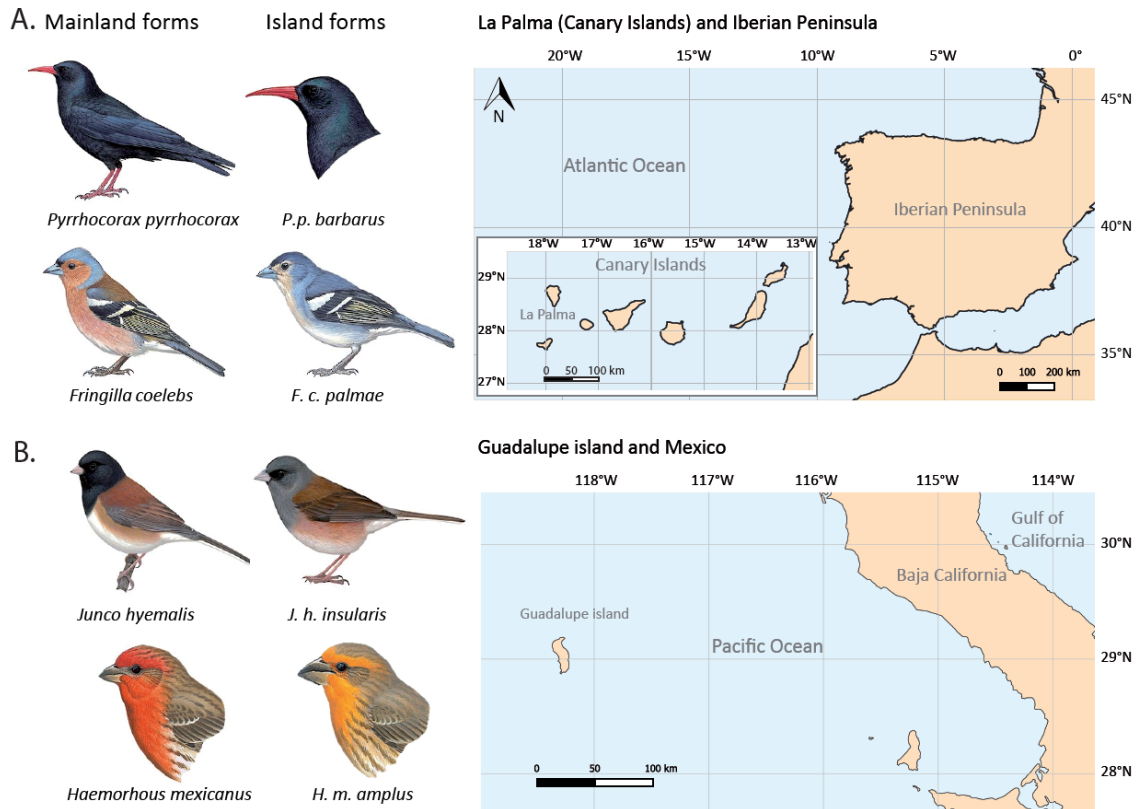 A. Mainland forms
Island forms
La Palma (Canary Islands) and Iberian Peninsula
20°W 15°W 10°W 5°W 0°
N
45°N
Atlantic Ocean
Pyrrhocorax pyrrhocorax
P.p. barbarus
Iberian Peninsula
40°N
18°W 17°W 16°W 15°W 14°W 13°W
Canary Islands
29°N
La Palma
28°N
27°N
0 50 100 km
35°N
0 100 200 km
Fringilla coelebs
F. c. palmae
B.
Guadalupe island and Mexico
118°W 117°W 116°W 115°W 114°W
Gulf of
California
30°N
Baja California
Junco hyemalis
J. h. insularis
Guadalupe island
Pacific Ocean
29°N
0 50 100 km
28°N
Haemorhous mexicanus
H. m. amplus